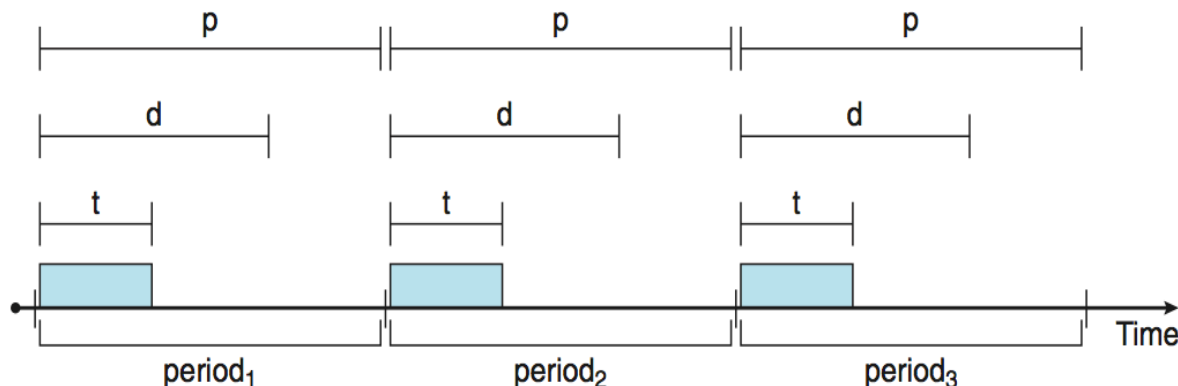 p p p
d d d
t t t
Time
period₁ period₂ period₃